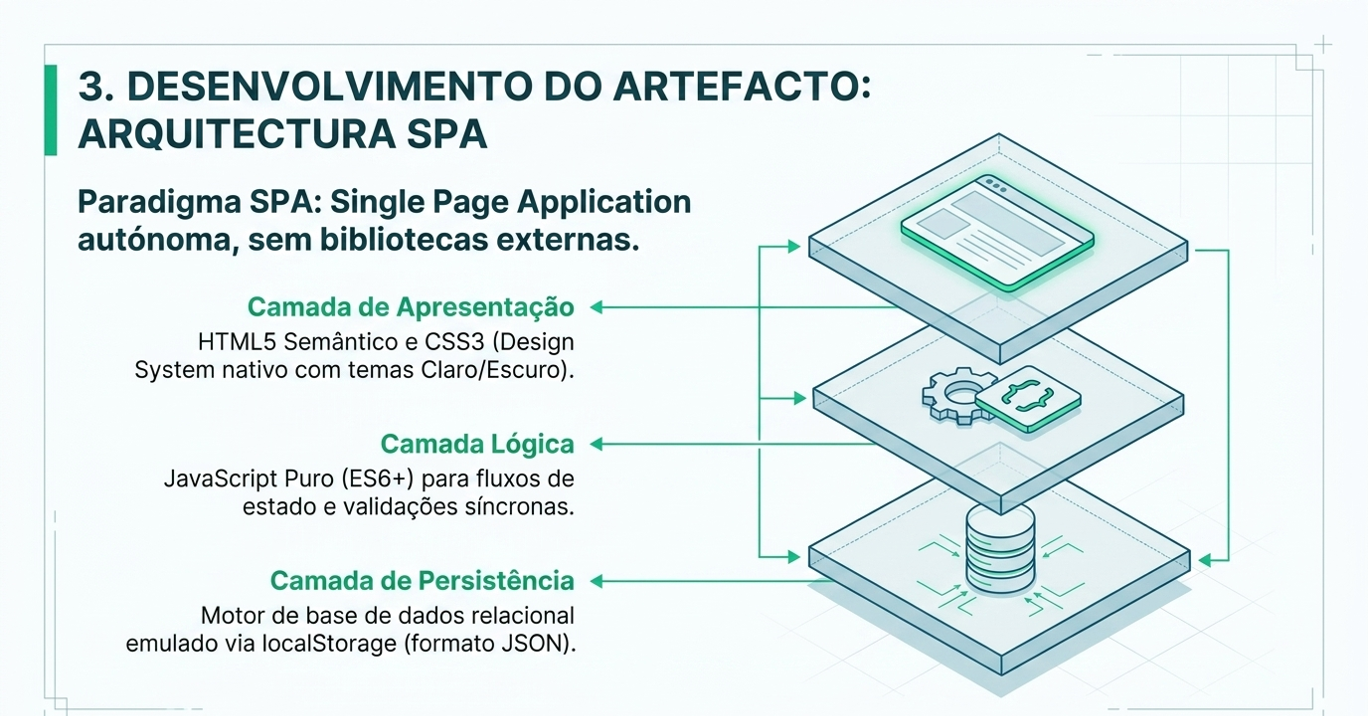 3. DESENVOLVIMENTO DO ARTEFACTO:
ARQUITECTURA SPA
Paradigma SPA: Single Page Application
autónoma, sem bibliotecas externas.
Camada de Apresentação
HTML5 Semântico e CSS3 (Design
System nativo com temas Claro/Escuro).
Camada Lógica
JavaScript Puro (ES6+) para fluxos de
estado e validações síncronas.
Camada de Persistência
Motor de base de dados relacional
emulado via localStorage (formato JSON).